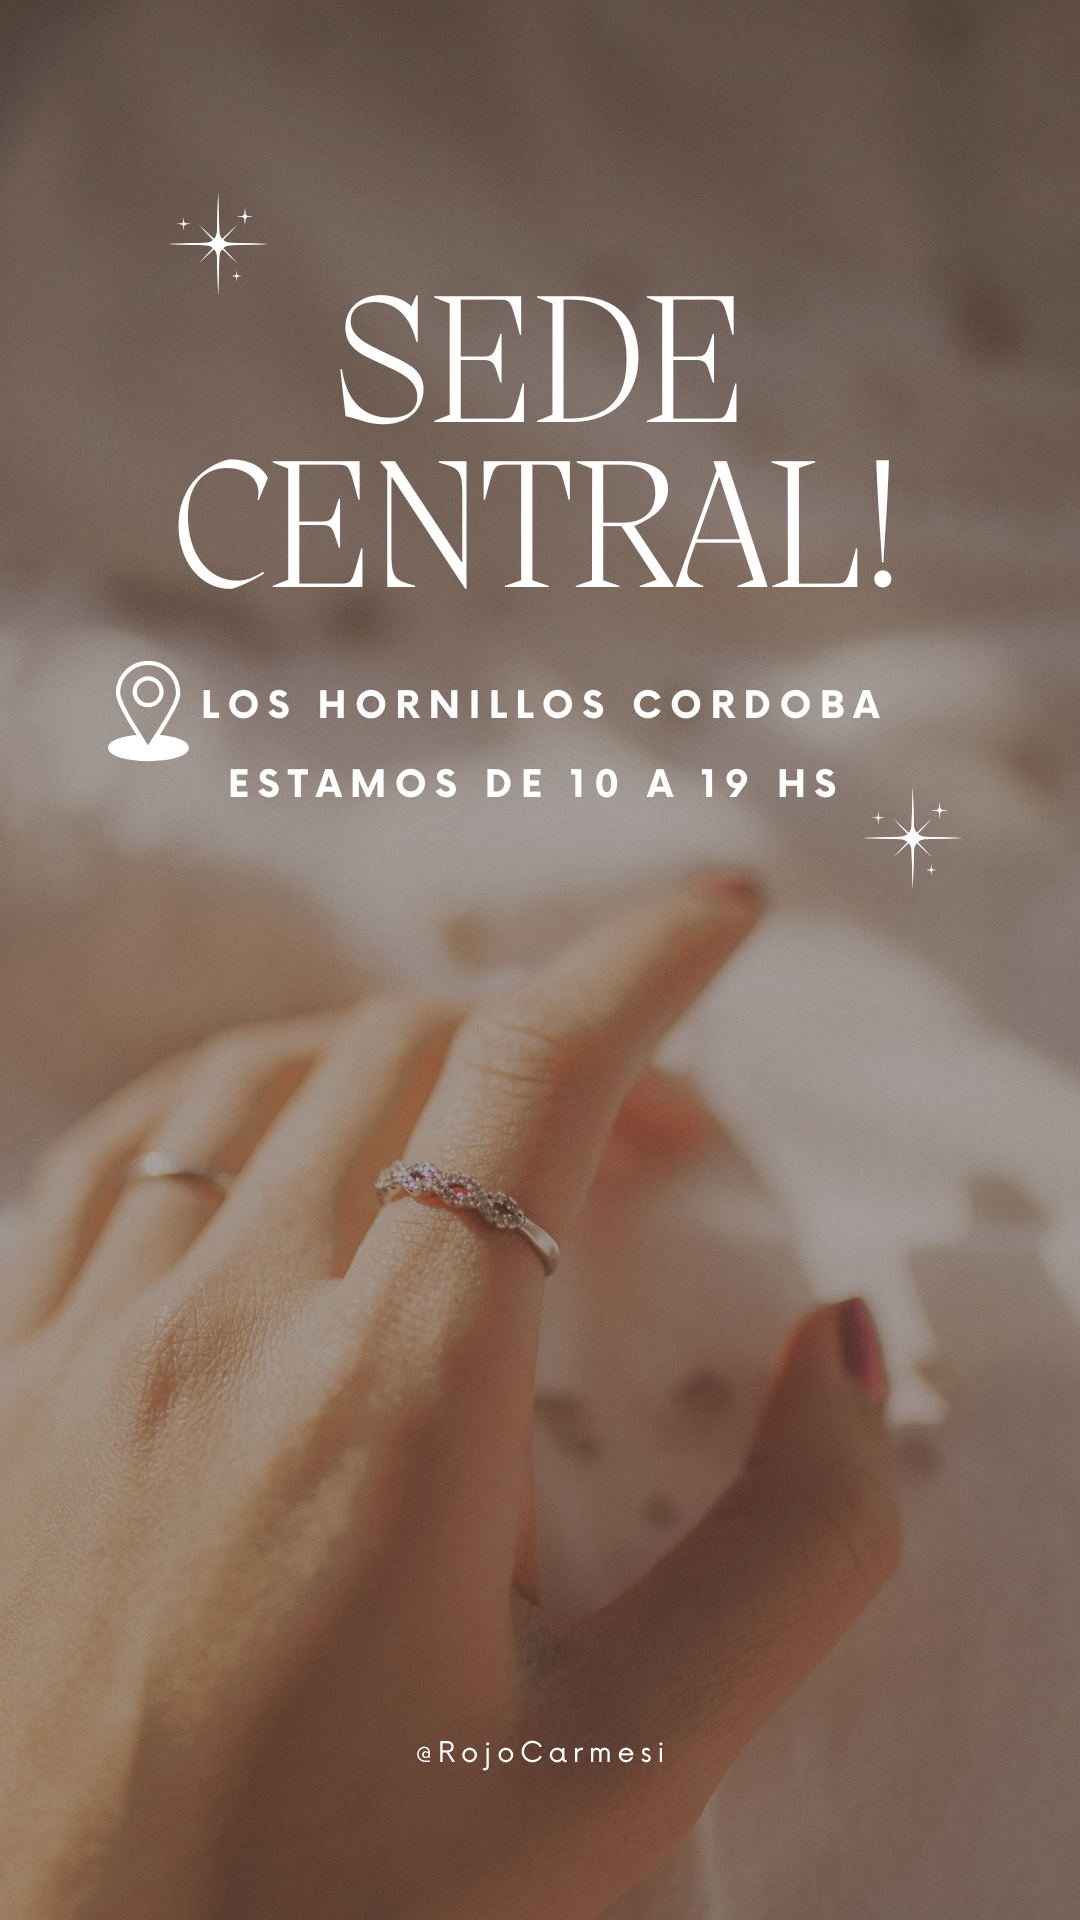 SEDE
CENTRAL!
LOS HORNILLOS CORDOBA
ESTAMOS DE 10 A 19 HS
@RojoCarmesi